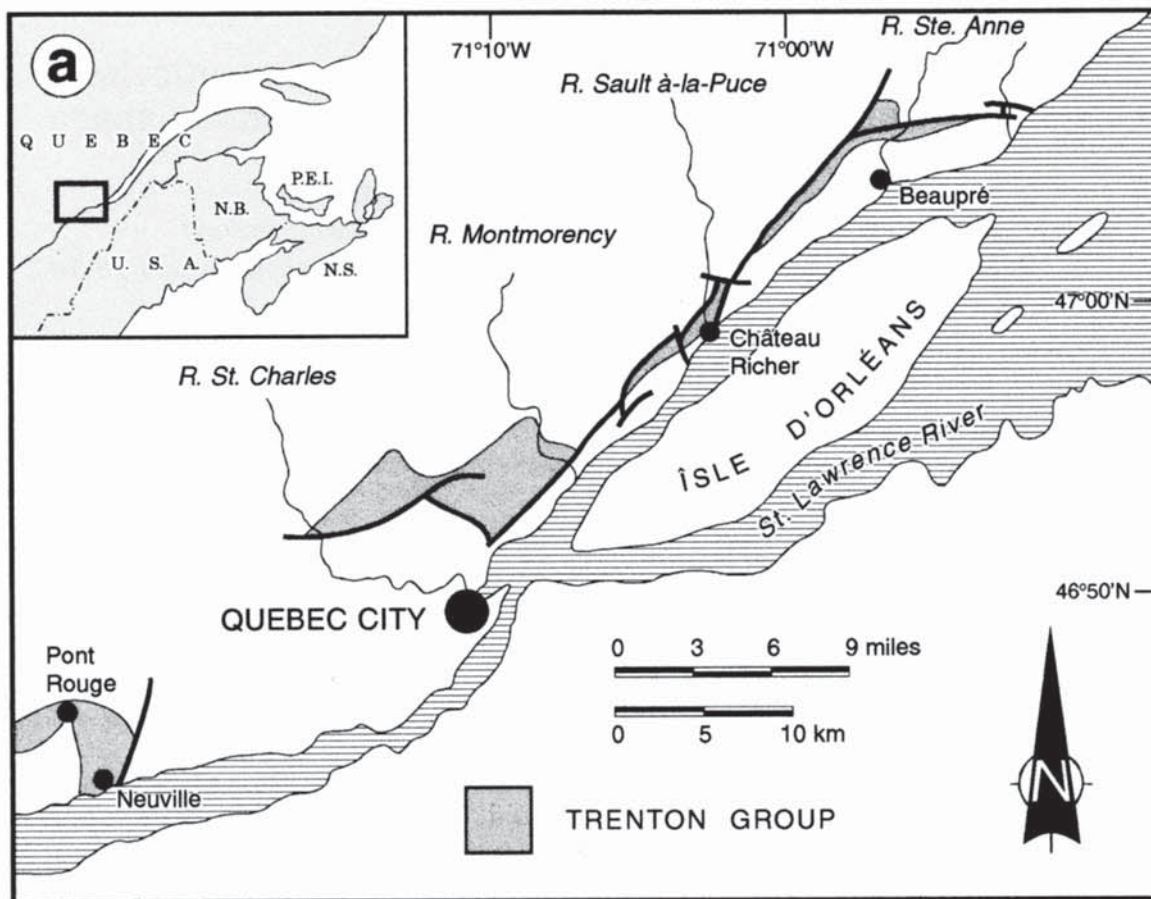 a
Q U E B E C
P.E.I.
N.B.
U. S. A.
N.S.
71°10'W
71°00'W
R. Ste. Anne
R. Sault à-la-Puce
Beaupré
R. Montmorency
47°00'N
Château
Richer
R. St. Charles
ÎSLE D'ORLÉANS
St. Lawrence River
46°50'N
QUEBEC CITY
0 3 6 9 miles
0 5 10 km
Pont
Rouge
Neuville
TRENTON GROUP
N